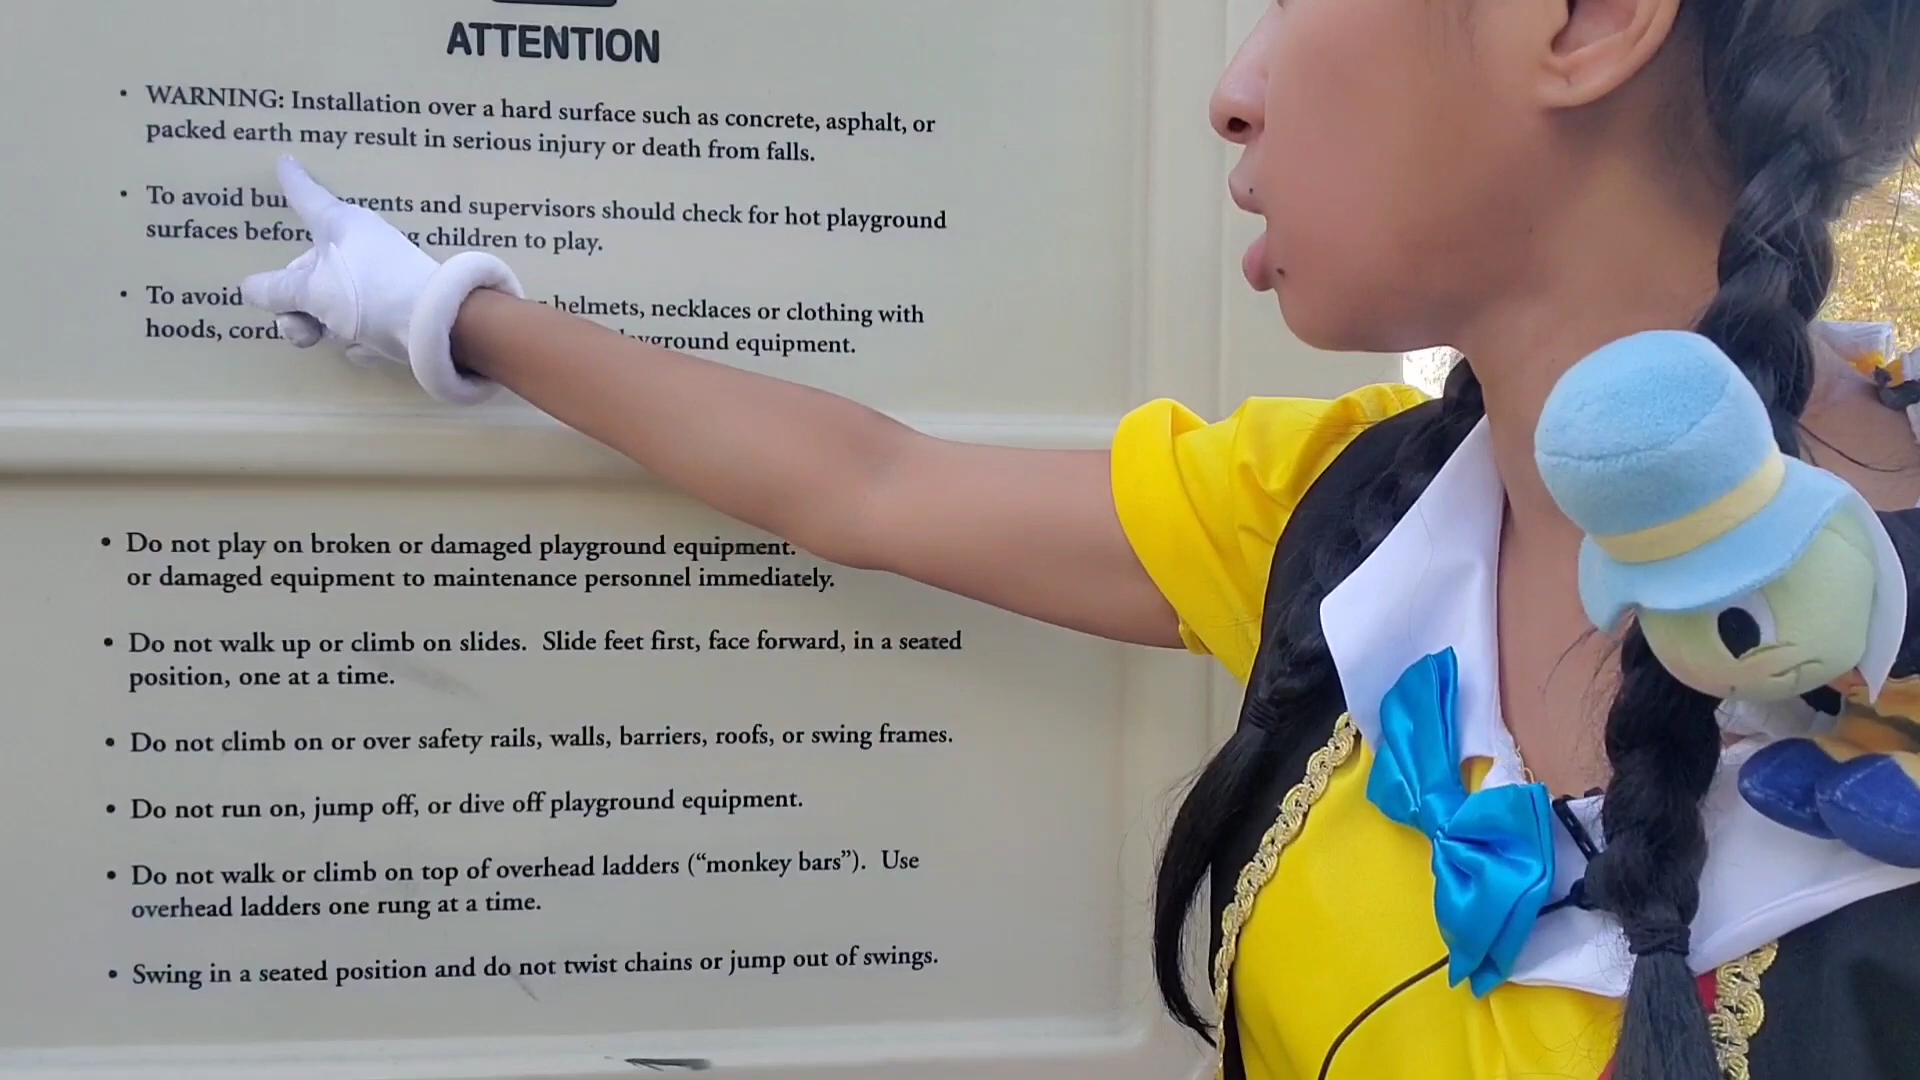 ATTENTION
• WARNING: Installation over a hard surface such as concrete, asphalt, or
packed earth may result in serious injury or death from falls.
• To avoid parents and supervisors should check for hot playground
surfaces children to play.
• To avoid helmets, necklaces or clothing with
hoods, equipment.
• Do not play on broken or damaged playground equipment.
or damaged equipment to maintenance personnel immediately.
• Do not walk up or climb on slides. Slide feet first, face forward, in a seated
position, one at a time.
• Do not climb on or over safety rails, walls, barriers, roofs, or swing frames.
• Do not run on, jump off, or dive off playground equipment.
• Do not walk or climb on top of overhead ladders (“monkey bars”). Use
overhead ladders one rung at a time.
• Swing in a seated position and do not twist chains or jump out of swings.